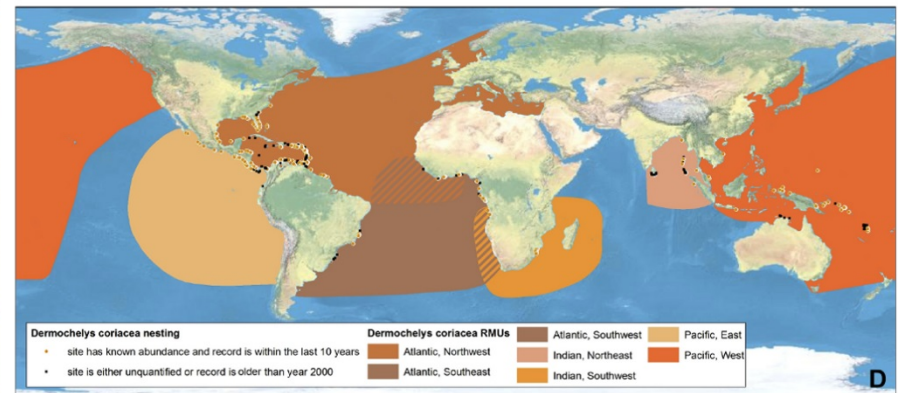 Dermochelys coriacea nesting
site has known abundance and record is within the last 10 years
site is either unquantified or record is older than year 2000
Dermochelys coriacea RMUs
Atlantic, Northwest
Atlantic, Southeast
Atlantic, Southwest
Indian, Northeast
Indian, Southwest
Pacific, East
Pacific, West
D